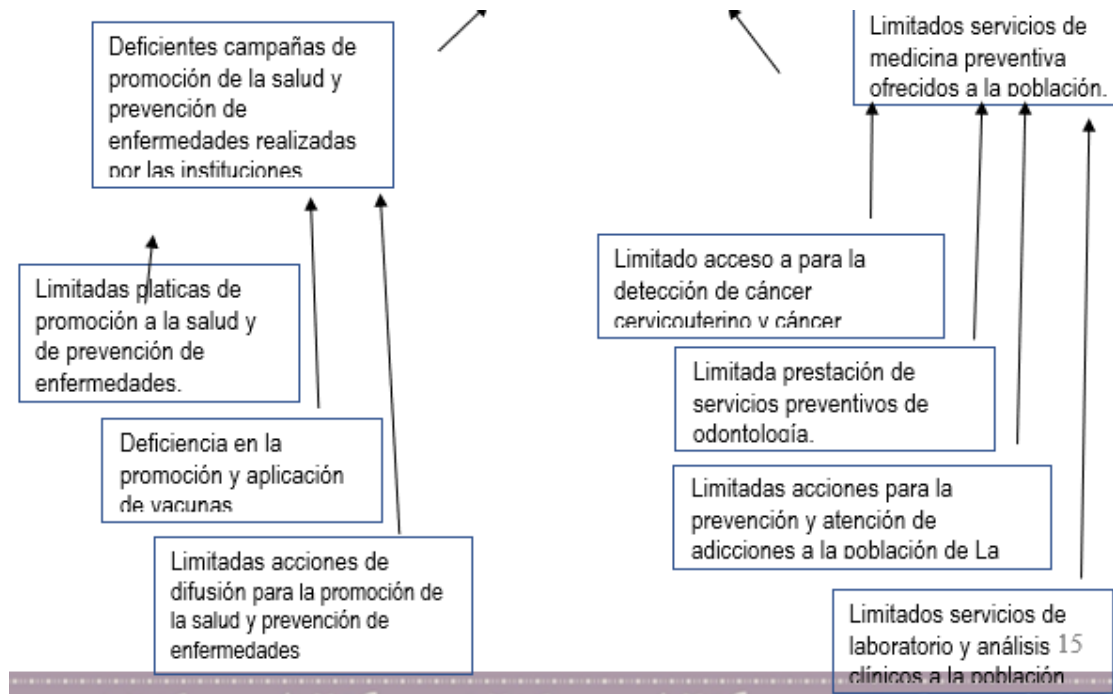 Deficientes campañas de
promoción de la salud y
prevención de
enfermedades realizadas
por las instituciones
Limitados servicios de
medicina preventiva
ofrecidos a la población.
Limitadas platicas de
promoción a la salud y
de prevención de
enfermedades.
Limitado acceso a para la
detección de cáncer
cervicouterino y cáncer
Limitada prestación de
servicios preventivos de
odontología.
Deficiencia en la
promoción y aplicación
de vacunas
Limitadas acciones para la
prevención y atención de
adicciones a la población de La
Limitadas acciones de
difusión para la promoción de
la salud y prevención de
enfermedades
Limitados servicios de
laboratorio y análisis 15
clínicos a la población